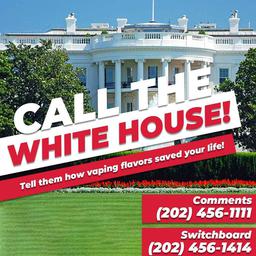 CALL THE
WHITE HOUSE!
Tell them how vaping flavors saved your life!
Comments
(202) 456-1111
Switchboard
(202) 456-1414